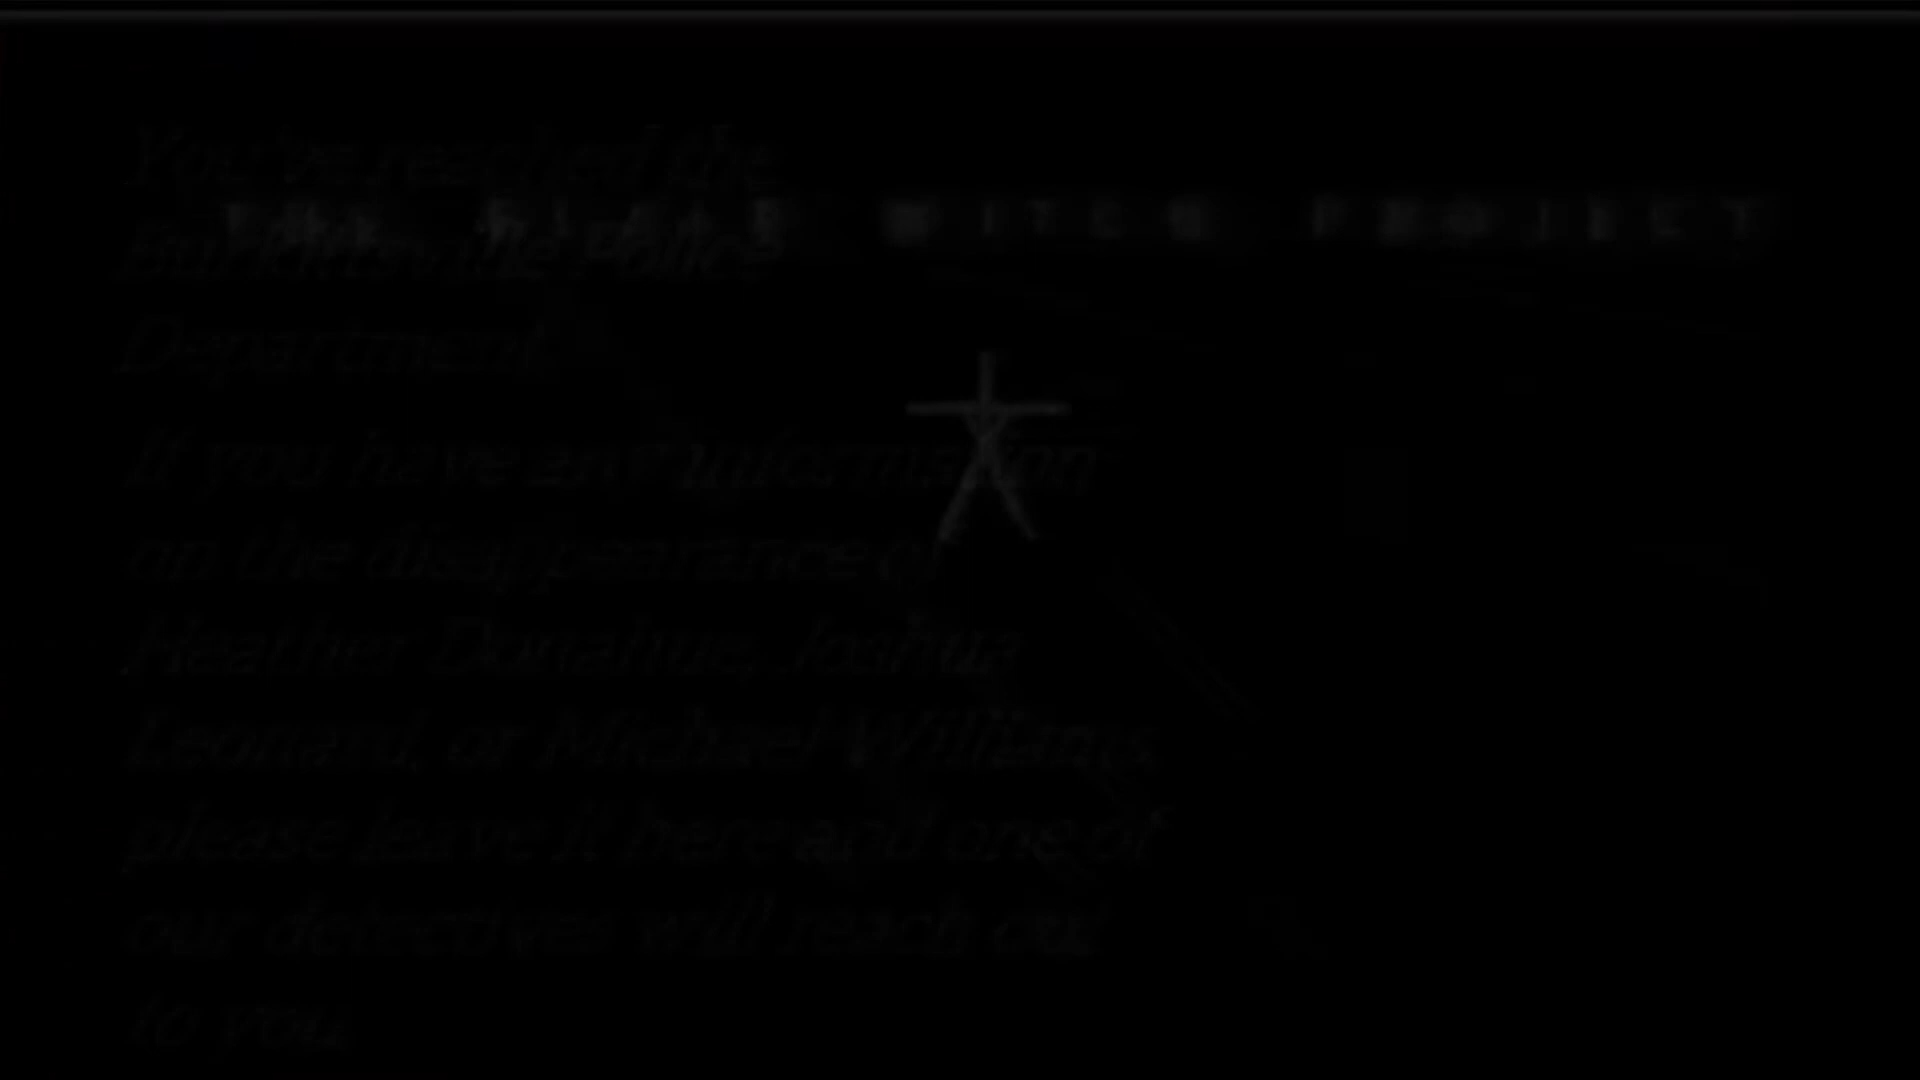 You've reached the
THE BLAIR WITCH PROJECT
Burkittsville Police
Department.
If you have any information
on the disappearance of
Heather Donahue, Joshua
Leonard, or Michael Williams,
please leave it here and one of
our detectives will reach out
to you.